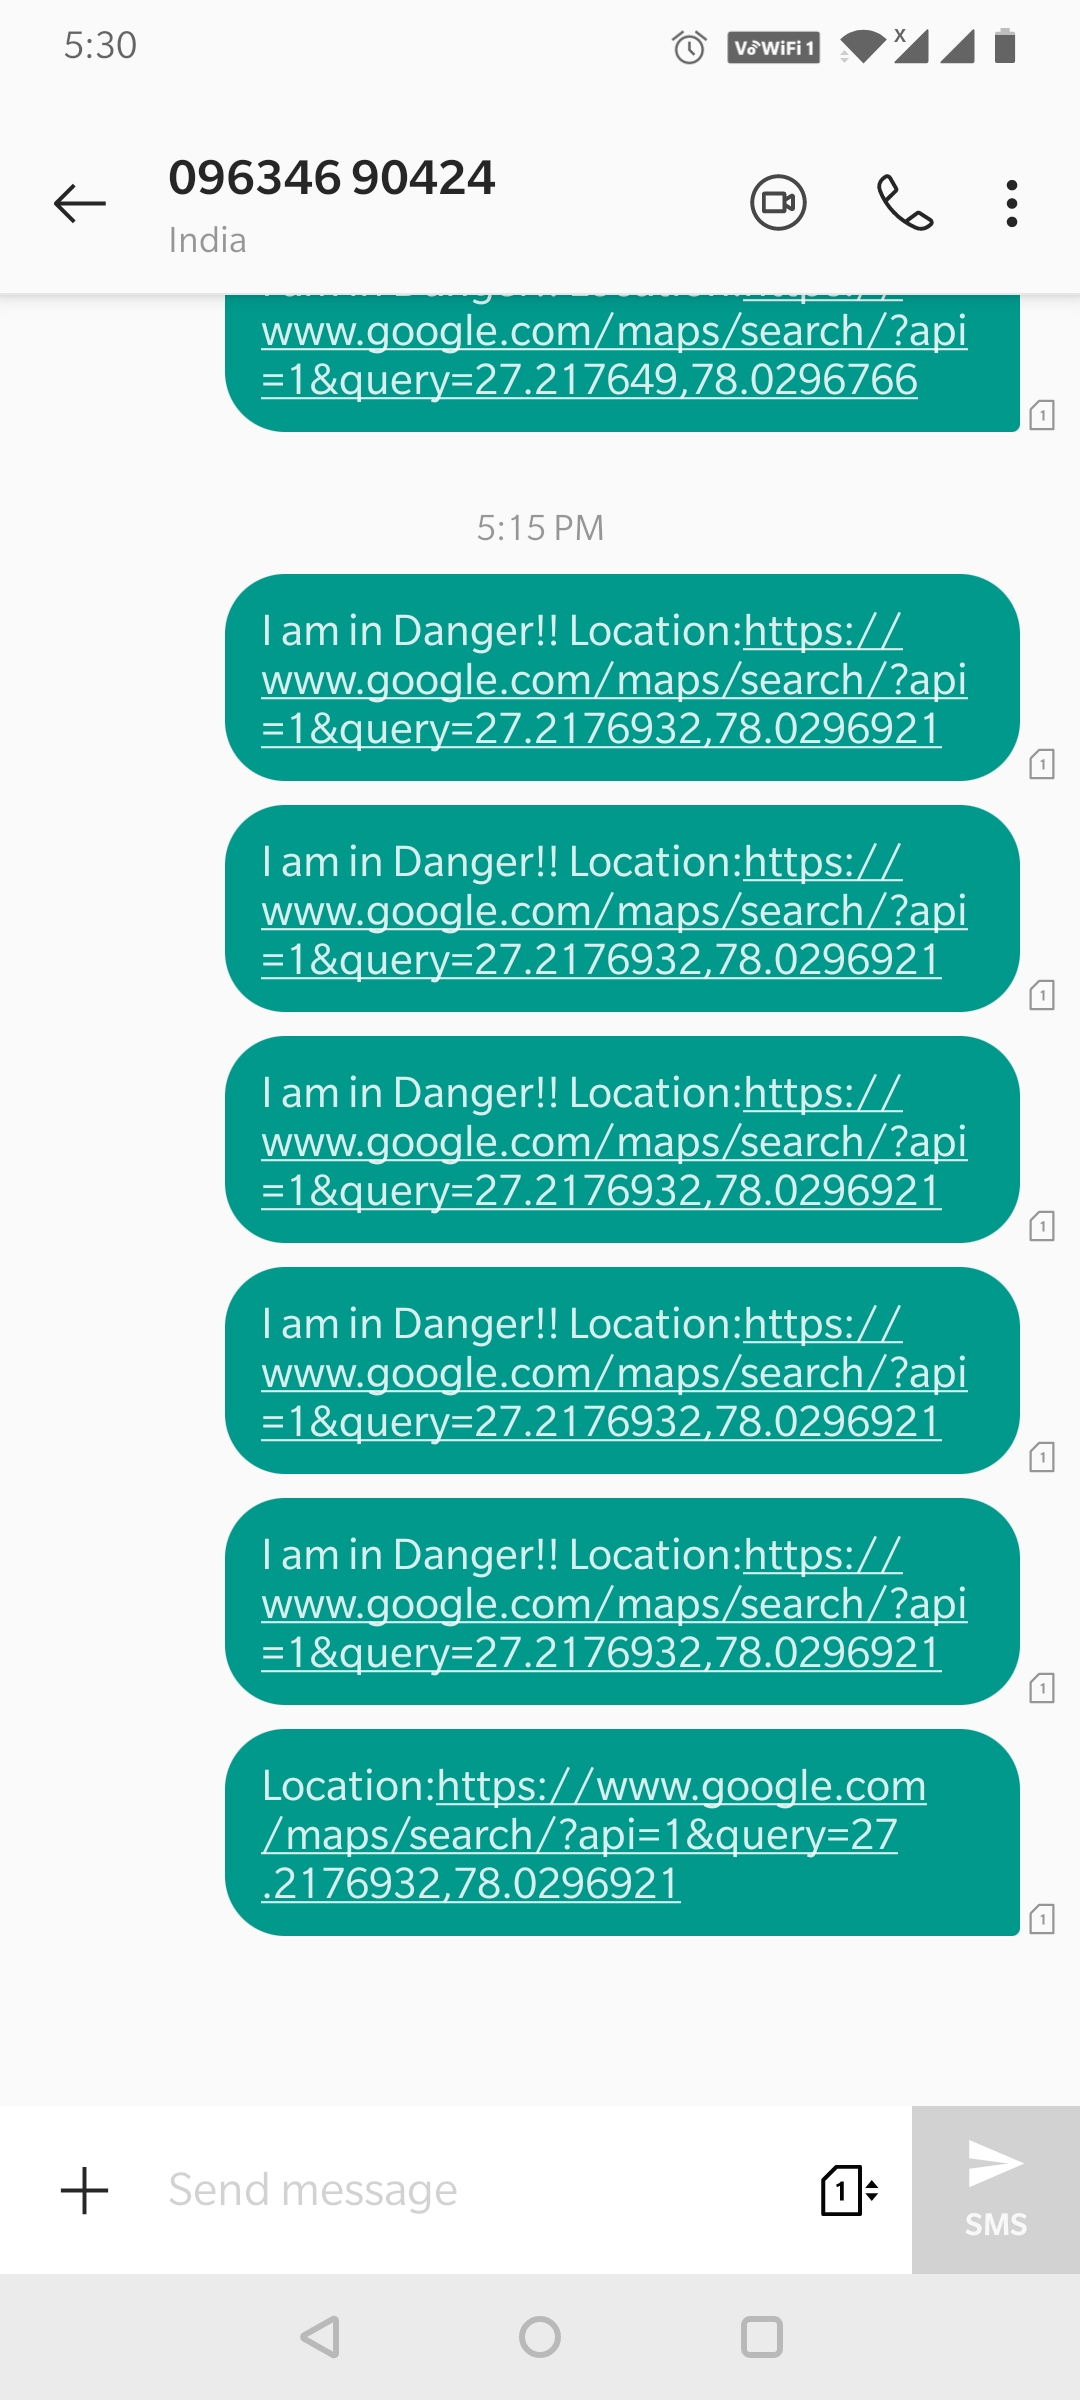 5:30
VoWiFi 1
096346 90424
India
I am in Danger!! Location:https://
www.google.com/maps/search/?api
=1&query=27.217649,78.0296766
1
5:15 PM
I am in Danger!! Location:https://
www.google.com/maps/search/?api
=1&query=27.2176932,78.0296921
1
I am in Danger!! Location:https://
www.google.com/maps/search/?api
=1&query=27.2176932,78.0296921
1
I am in Danger!! Location:https://
www.google.com/maps/search/?api
=1&query=27.2176932,78.0296921
1
I am in Danger!! Location:https://
www.google.com/maps/search/?api
=1&query=27.2176932,78.0296921
1
I am in Danger!! Location:https://
www.google.com/maps/search/?api
=1&query=27.2176932,78.0296921
1
Location:https://www.google.com
/maps/search/?api=1&query=27
.2176932,78.0296921
1
Send message
1
SMS